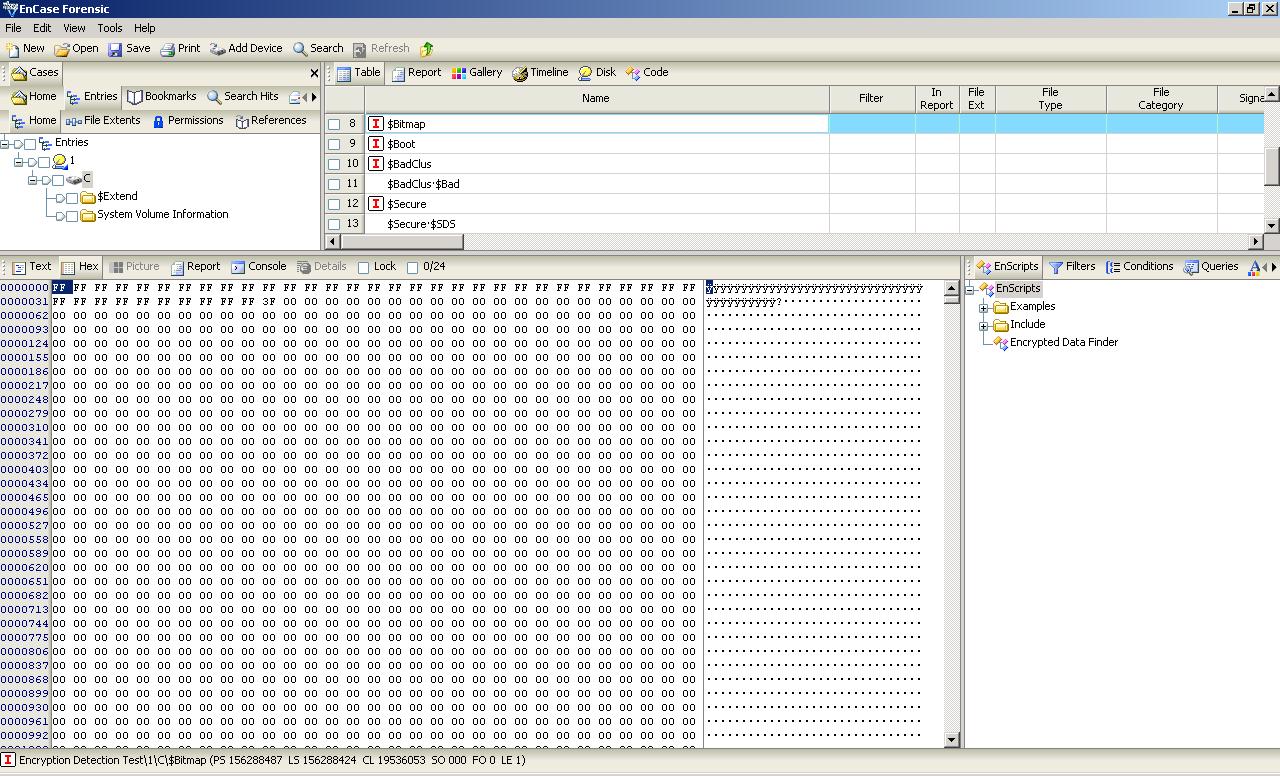 EnCase Forensic
File Edit View Tools Help
New Open Save Print Add Device Search Refresh
Cases
Home Entries Bookmarks Search Hits
Home File Extents Permissions References
Entries
1
C
$Extend
System Volume Information
Table Report Gallery Timeline Disk Code
Name Filter In Report File Ext File Type File Category Signa
8 $Bitmap
9 $Boot
10 $BadClus
11 $BadClus·$Bad
12 $Secure
13 $Secure·$SDS
Text Hex Picture Report Console Details Lock 0/24
0000000 FF FF FF FF FF FF FF FF FF FF FF FF FF FF FF FF FF FF FF FF FF FF FF FF FF FF FF FF FF FF FF ÿÿÿÿÿÿÿÿÿÿÿÿÿÿÿÿÿÿÿÿÿÿÿÿÿÿÿÿÿÿÿ
0000031 FF FF FF FF FF FF FF FF FF FF 3F 00 00 00 00 00 00 00 00 00 00 00 00 00 00 00 00 00 00 00 00 ÿÿÿÿÿÿÿÿÿÿ?····················
0000062 00 00 00 00 00 00 00 00 00 00 00 00 00 00 00 00 00 00 00 00 00 00 00 00 00 00 00 00 00 00 00 ·······························
0000093 00 00 00 00 00 00 00 00 00 00 00 00 00 00 00 00 00 00 00 00 00 00 00 00 00 00 00 00 00 00 00 ·······························
0000124 00 00 00 00 00 00 00 00 00 00 00 00 00 00 00 00 00 00 00 00 00 00 00 00 00 00 00 00 00 00 00 ·······························
0000155 00 00 00 00 00 00 00 00 00 00 00 00 00 00 00 00 00 00 00 00 00 00 00 00 00 00 00 00 00 00 00 ·······························
0000186 00 00 00 00 00 00 00 00 00 00 00 00 00 00 00 00 00 00 00 00 00 00 00 00 00 00 00 00 00 00 00 ·······························
0000217 00 00 00 00 00 00 00 00 00 00 00 00 00 00 00 00 00 00 00 00 00 00 00 00 00 00 00 00 00 00 00 ·······························
0000248 00 00 00 00 00 00 00 00 00 00 00 00 00 00 00 00 00 00 00 00 00 00 00 00 00 00 00 00 00 00 00 ·······························
0000279 00 00 00 00 00 00 00 00 00 00 00 00 00 00 00 00 00 00 00 00 00 00 00 00 00 00 00 00 00 00 00 ·······························
0000310 00 00 00 00 00 00 00 00 00 00 00 00 00 00 00 00 00 00 00 00 00 00 00 00 00 00 00 00 00 00 00 ·······························
0000341 00 00 00 00 00 00 00 00 00 00 00 00 00 00 00 00 00 00 00 00 00 00 00 00 00 00 00 00 00 00 00 ·······························
0000372 00 00 00 00 00 00 00 00 00 00 00 00 00 00 00 00 00 00 00 00 00 00 00 00 00 00 00 00 00 00 00 ·······························
0000403 00 00 00 00 00 00 00 00 00 00 00 00 00 00 00 00 00 00 00 00 00 00 00 00 00 00 00 00 00 00 00 ·······························
0000434 00 00 00 00 00 00 00 00 00 00 00 00 00 00 00 00 00 00 00 00 00 00 00 00 00 00 00 00 00 00 00 ·······························
0000465 00 00 00 00 00 00 00 00 00 00 00 00 00 00 00 00 00 00 00 00 00 00 00 00 00 00 00 00 00 00 00 ·······························
0000496 00 00 00 00 00 00 00 00 00 00 00 00 00 00 00 00 00 00 00 00 00 00 00 00 00 00 00 00 00 00 00 ·······························
0000527 00 00 00 00 00 00 00 00 00 00 00 00 00 00 00 00 00 00 00 00 00 00 00 00 00 00 00 00 00 00 00 ·······························
0000558 00 00 00 00 00 00 00 00 00 00 00 00 00 00 00 00 00 00 00 00 00 00 00 00 00 00 00 00 00 00 00 ·······························
0000589 00 00 00 00 00 00 00 00 00 00 00 00 00 00 00 00 00 00 00 00 00 00 00 00 00 00 00 00 00 00 00 ·······························
0000620 00 00 00 00 00 00 00 00 00 00 00 00 00 00 00 00 00 00 00 00 00 00 00 00 00 00 00 00 00 00 00 ·······························
0000651 00 00 00 00 00 00 00 00 00 00 00 00 00 00 00 00 00 00 00 00 00 00 00 00 00 00 00 00 00 00 00 ·······························
0000682 00 00 00 00 00 00 00 00 00 00 00 00 00 00 00 00 00 00 00 00 00 00 00 00 00 00 00 00 00 00 00 ·······························
0000713 00 00 00 00 00 00 00 00 00 00 00 00 00 00 00 00 00 00 00 00 00 00 00 00 00 00 00 00 00 00 00 ·······························
0000744 00 00 00 00 00 00 00 00 00 00 00 00 00 00 00 00 00 00 00 00 00 00 00 00 00 00 00 00 00 00 00 ·······························
0000775 00 00 00 00 00 00 00 00 00 00 00 00 00 00 00 00 00 00 00 00 00 00 00 00 00 00 00 00 00 00 00 ·······························
0000806 00 00 00 00 00 00 00 00 00 00 00 00 00 00 00 00 00 00 00 00 00 00 00 00 00 00 00 00 00 00 00 ·······························
0000837 00 00 00 00 00 00 00 00 00 00 00 00 00 00 00 00 00 00 00 00 00 00 00 00 00 00 00 00 00 00 00 ·······························
0000868 00 00 00 00 00 00 00 00 00 00 00 00 00 00 00 00 00 00 00 00 00 00 00 00 00 00 00 00 00 00 00 ·······························
0000899 00 00 00 00 00 00 00 00 00 00 00 00 00 00 00 00 00 00 00 00 00 00 00 00 00 00 00 00 00 00 00 ·······························
0000930 00 00 00 00 00 00 00 00 00 00 00 00 00 00 00 00 00 00 00 00 00 00 00 00 00 00 00 00 00 00 00 ·······························
0000961 00 00 00 00 00 00 00 00 00 00 00 00 00 00 00 00 00 00 00 00 00 00 00 00 00 00 00 00 00 00 00 ·······························
0000992 00 00 00 00 00 00 00 00 00 00 00 00 00 00 00 00 00 00 00 00 00 00 00 00 00 00 00 00 00 00 00 ·······························
EnScripts Filters Conditions Queries A
EnScripts
Examples
Include
Encrypted Data Finder
Encryption Detection Test\1\C\$Bitmap (PS 156288487 LS 156288424 CL 19536053 SO 000 FO 0 LE 1)